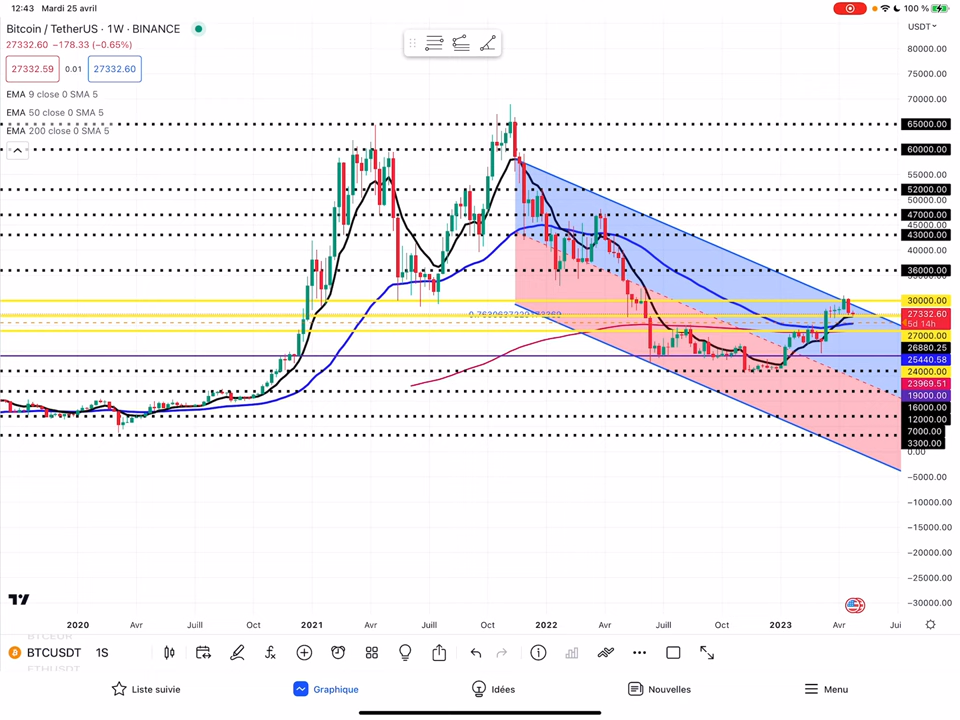 12:43 Mardi 25 avril
100 %
Bitcoin / TetherUS · 1W · BINANCE
USDT
27332.60 −178.33 (−0.65%)
27332.59 0.01 27332.60
EMA 9 close 0 SMA 5
EMA 50 close 0 SMA 5
EMA 200 close 0 SMA 5
80000.00
75000.00
70000.00
65000.00
60000.00
55000.00
52000.00
50000.00
47000.00
45000.00
43000.00
40000.00
36000.00
30000.00
27332.60
5d 14h
27000.00
26880.25
25440.58
24000.00
23969.51
19000.00
16000.00
12000.00
7000.00
3300.00
0.00
−5000.00
−10000.00
−15000.00
−20000.00
−25000.00
−30000.00
2020 Avr Juill Oct 2021 Avr Juill Oct 2022 Avr Juill Oct 2023 Avr Jui
BTCEUR
BTCUSDT 1S
ETHUSDT
Liste suivie Graphique Idées Nouvelles Menu